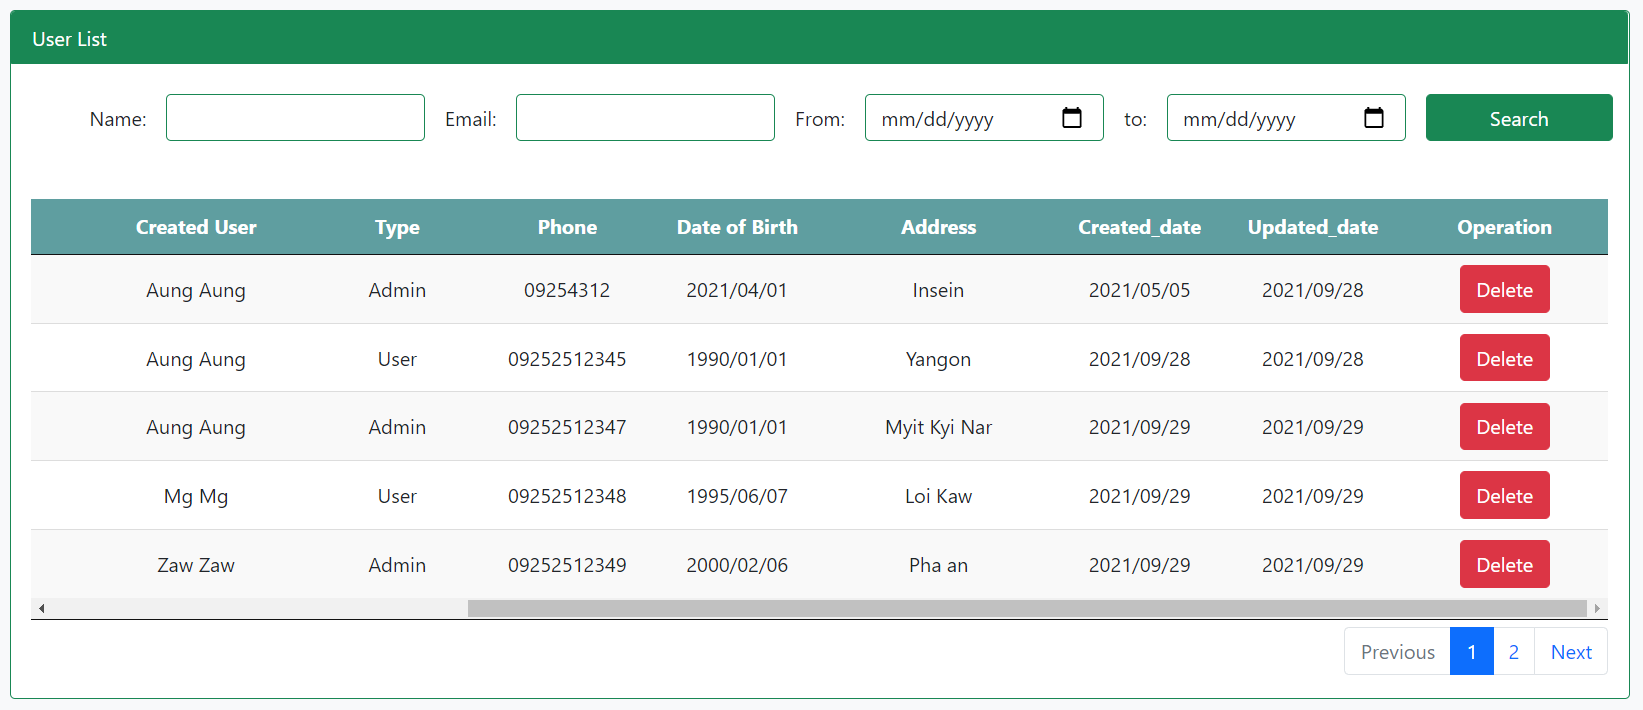 User List
Name: Email: From: mm/dd/yyyy to: mm/dd/yyyy Search
Created User Type Phone Date of Birth Address Created_date Updated_date Operation
Aung Aung Admin 09254312 2021/04/01 Insein 2021/05/05 2021/09/28 Delete
Aung Aung User 09252512345 1990/01/01 Yangon 2021/09/28 2021/09/28 Delete
Aung Aung Admin 09252512347 1990/01/01 Myit Kyi Nar 2021/09/29 2021/09/29 Delete
Mg Mg User 09252512348 1995/06/07 Loi Kaw 2021/09/29 2021/09/29 Delete
Zaw Zaw Admin 09252512349 2000/02/06 Pha an 2021/09/29 2021/09/29 Delete
Previous 1 2 Next